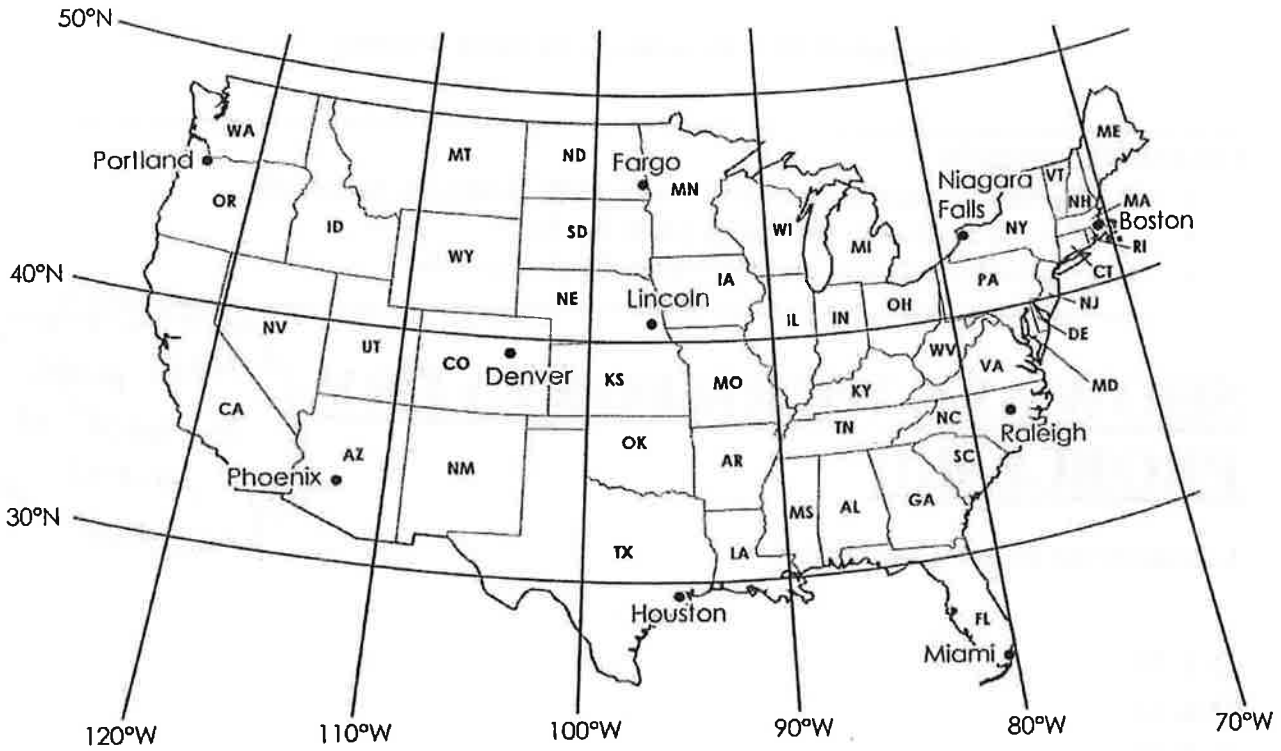 50°N
WA
ME
Portland
MT
ND
Fargo
MN
VT
Niagara
Falls
NH
MA
OR
ID
SD
WI
MI
NY
Boston
WY
RI
40°N
NE
IA
PA
CT
Lincoln
NJ
NV
IL
IN
OH
DE
UT
CO
WV
Denver
KS
MO
VA
MD
CA
KY
NC
TN
Raleigh
AZ
OK
AR
SC
Phoenix
NM
GA
30°N
MS
AL
TX
LA
Houston
FL
Miami
120°W
110°W
100°W
90°W
80°W
70°W